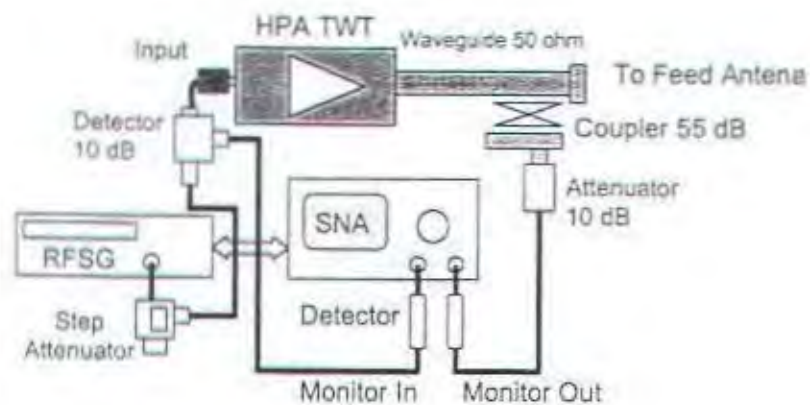 HPA TWT
Input
Waveguide 50 ohm
To Feed Antena
Detector
10 dB
Coupler 55 dB
Attenuator
10 dB
SNA
RFSG
Step
Attenuator
Detector
Monitor In
Monitor Out